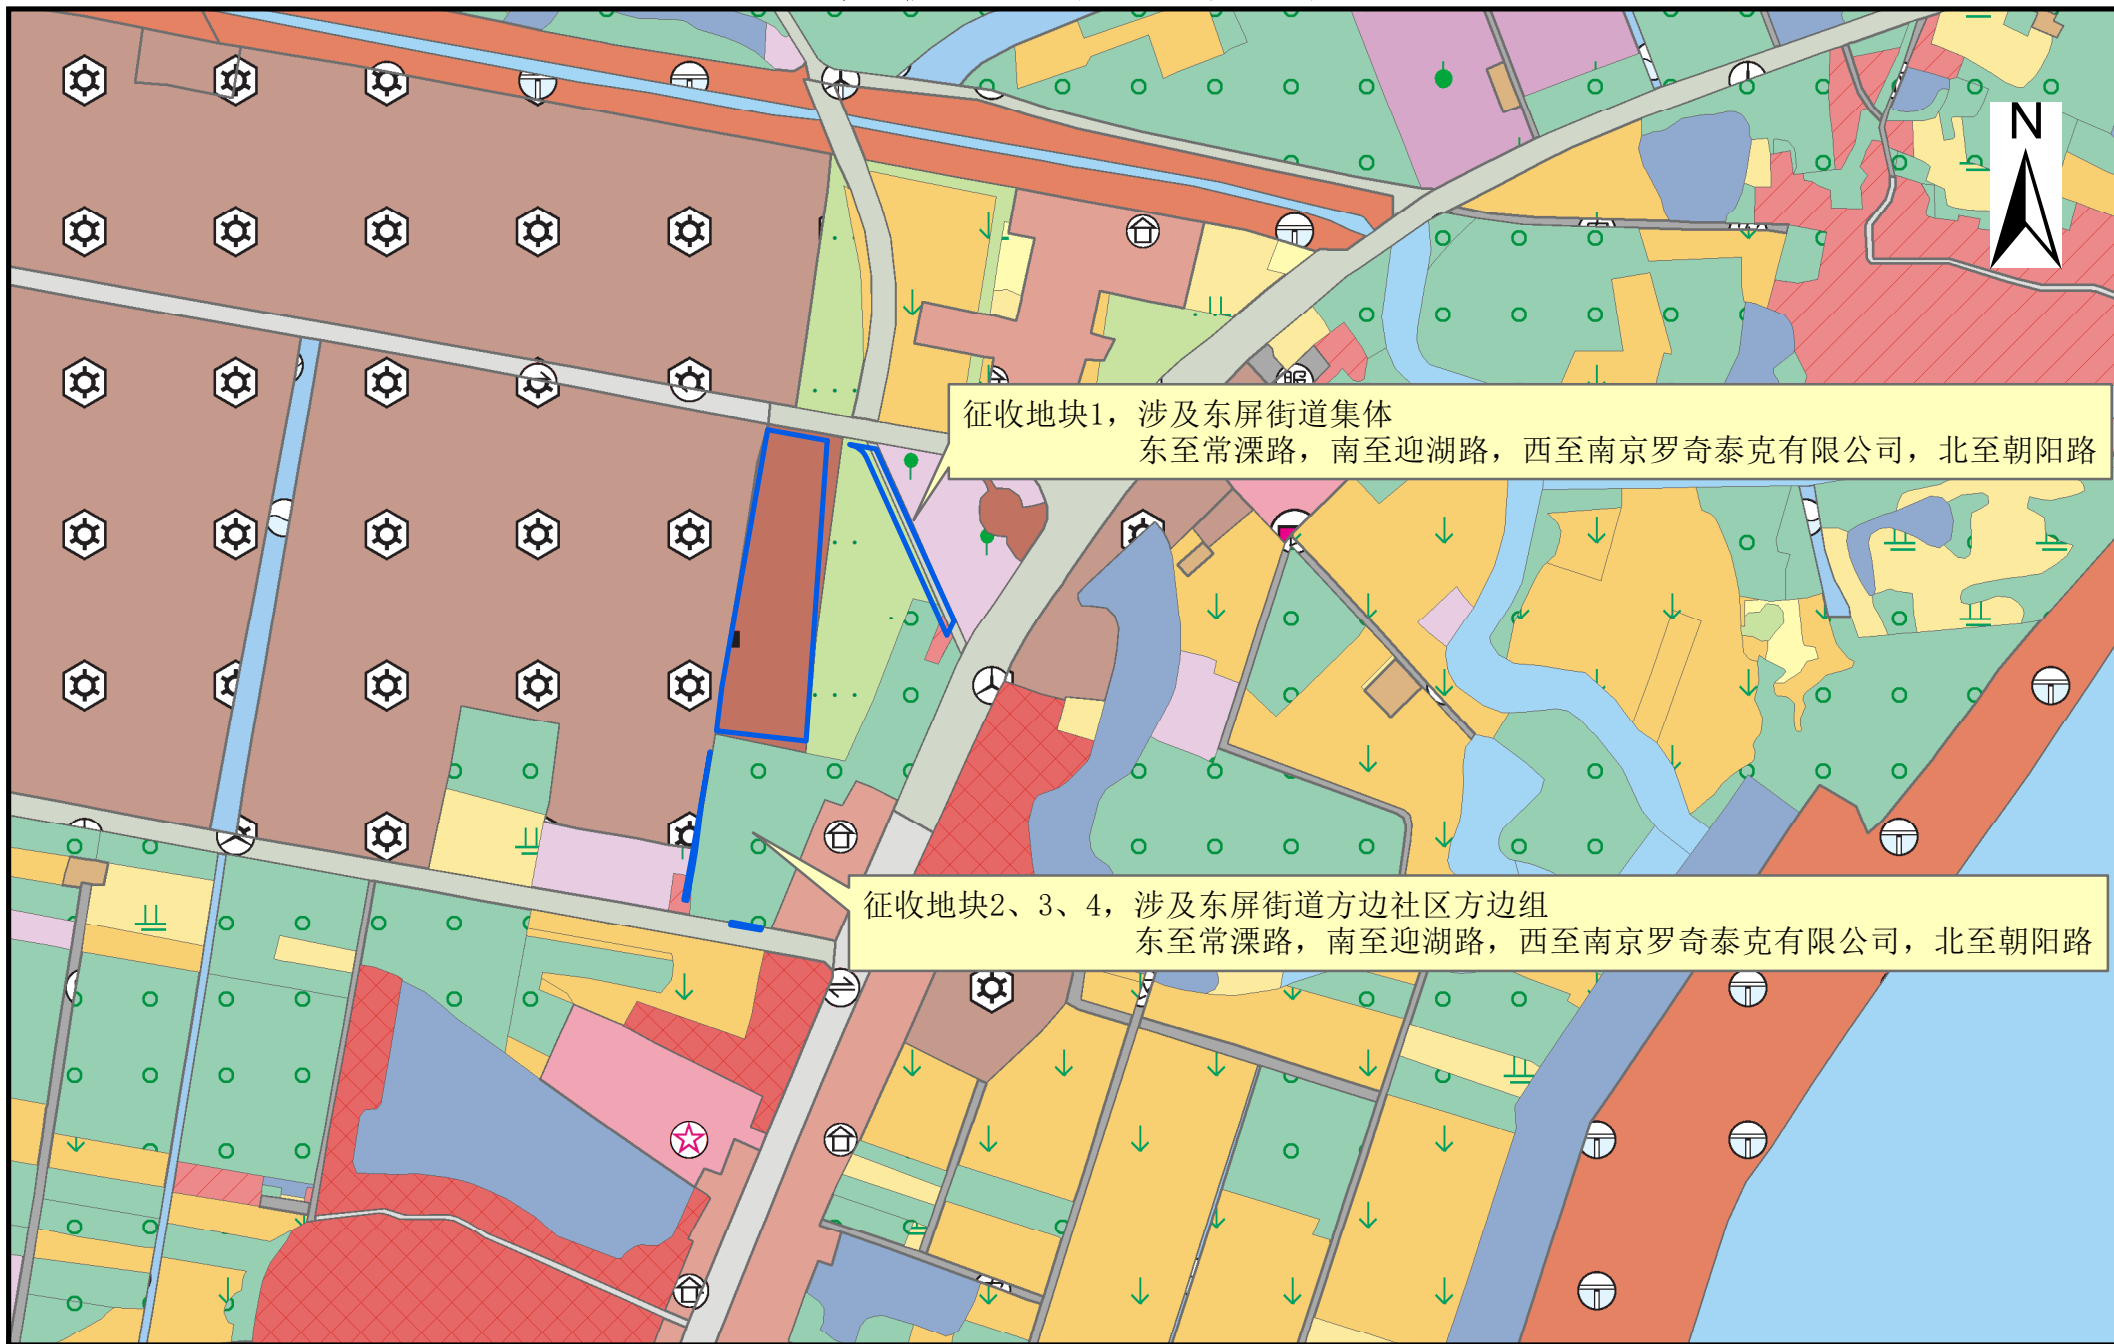 N
征收地块1，涉及东屏街道集体
东至常溧路，南至迎湖路，西至南京罗奇泰克有限公司，北至朝阳路
征收地块2、3、4，涉及东屏街道方边社区方边组
东至常溧路，南至迎湖路，西至南京罗奇泰克有限公司，北至朝阳路